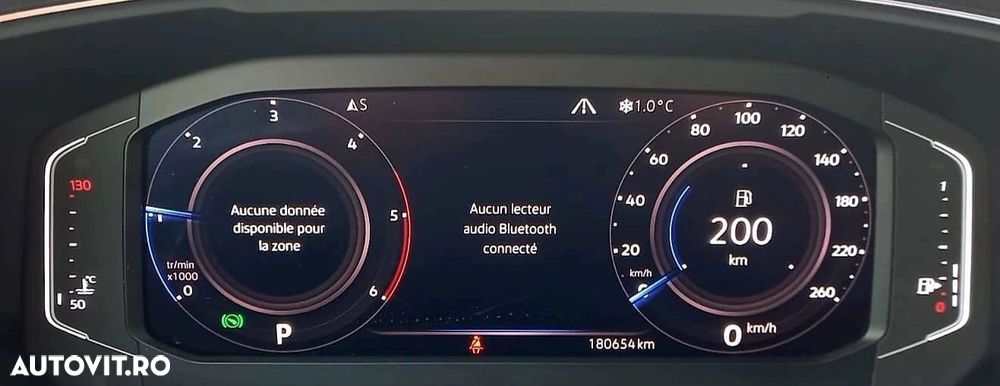 S
1.0°C
3
2
4
1
5
6
0
tr/min
x1000
Aucune donnée
disponible pour
la zone
P
Aucun lecteur
audio Bluetooth
connecté
20
40
60
80
100
120
140
180
220
260
km/h
200
km
0 km/h
180654 km
130
°C
50
1
0
AUTOVIT.RO